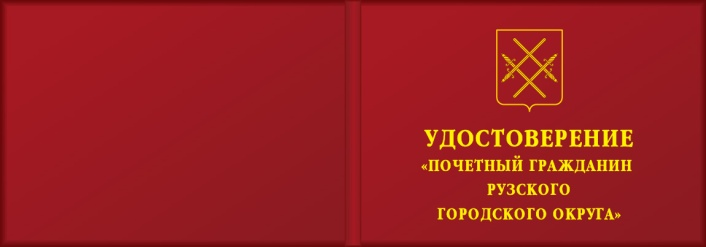 УДОСТОВЕРЕНИЕ
«ПОЧЕТНЫЙ ГРАЖДАНИН
РУЗСКОГО
ГОРОДСКОГО ОКРУГА»